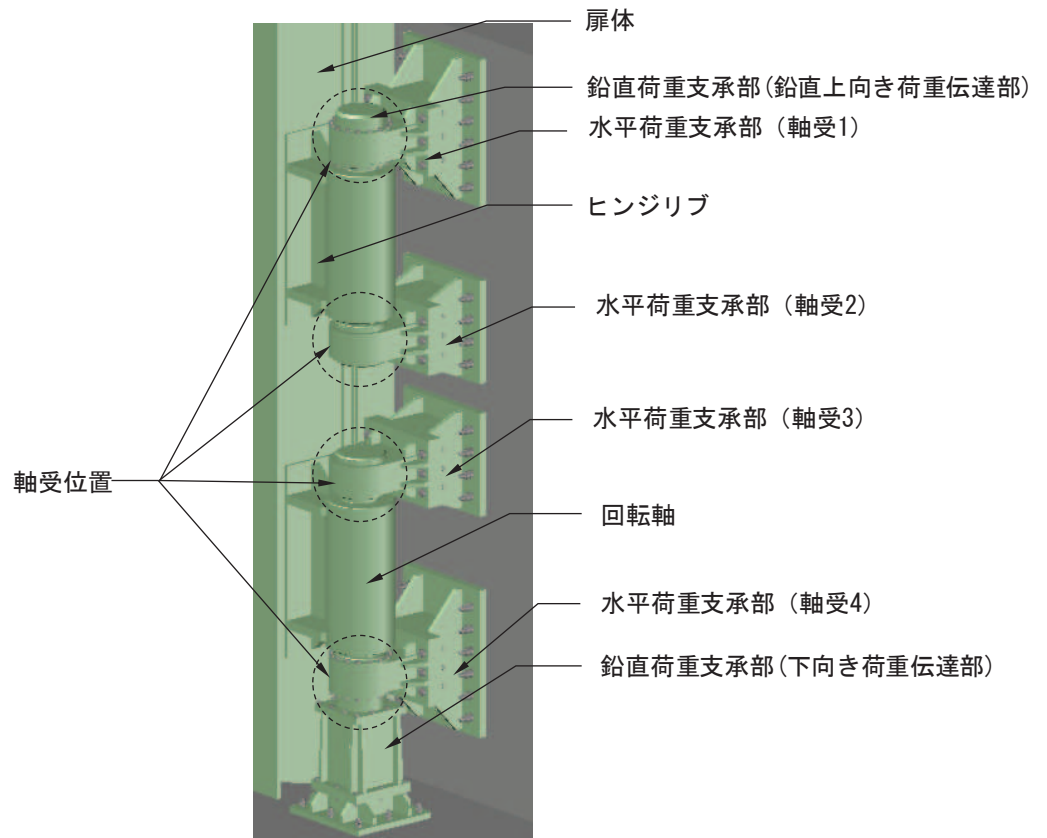 扉体
鉛直荷重支承部(鉛直上向き荷重伝達部)
水平荷重支承部（軸受1）
ヒンジリブ
水平荷重支承部（軸受2）
水平荷重支承部（軸受3）
軸受位置
回転軸
水平荷重支承部（軸受4）
鉛直荷重支承部(下向き荷重伝達部)